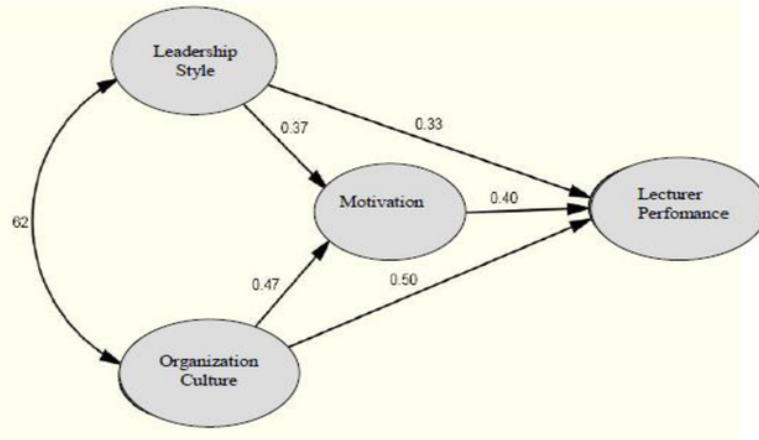 Leadership
Style
0.37
0.33
Motivation
0.40
Lecturer
Perfomance
62
0.47
0.50
Organization
Culture